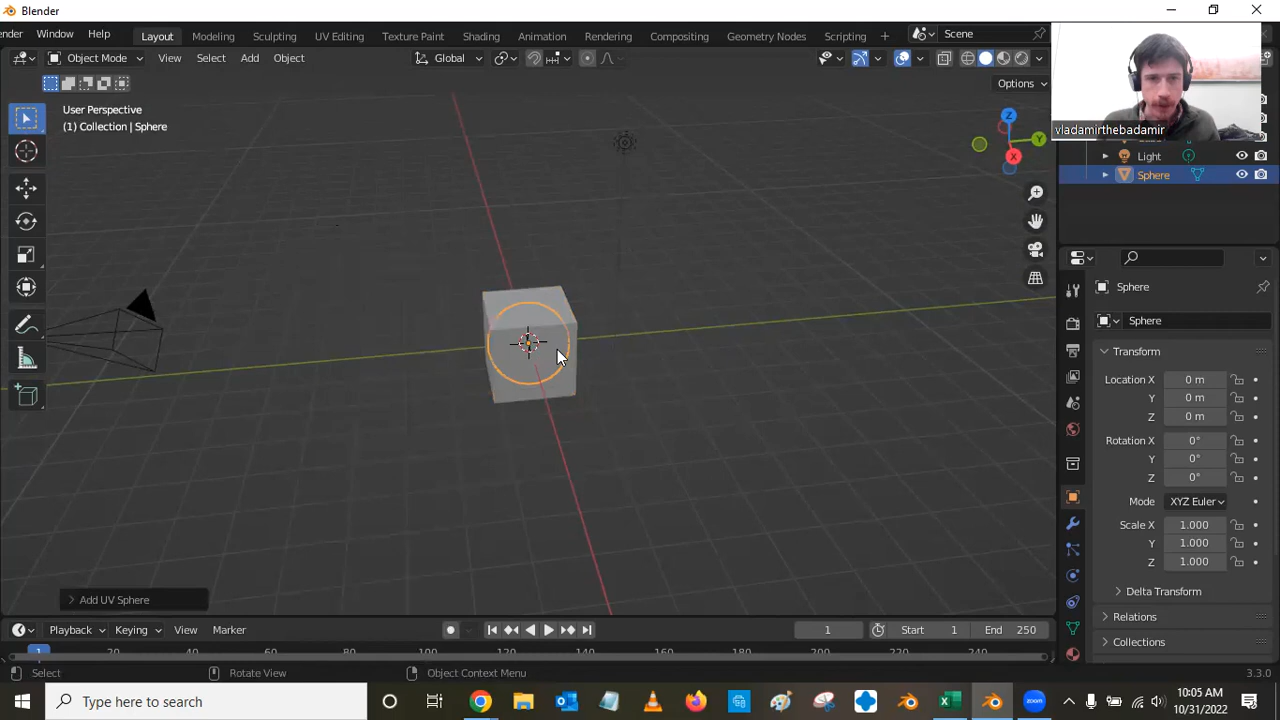 Blender
ender Window Help Layout Modeling Sculpting UV Editing Texture Paint Shading Animation Rendering Compositing Geometry Nodes Scripting + Scene
Object Mode View Select Add Object Global
Options
User Perspective
(1) Collection | Sphere
Z
Y
X
vladamirthebadamir
Light
Sphere
Sphere
Sphere
Transform
Location X 0 m
Y 0 m
Z 0 m
Rotation X 0°
Y 0°
Z 0°
Mode XYZ Euler
Scale X 1.000
Y 1.000
Z 1.000
Delta Transform
Relations
Collections
Add UV Sphere
Playback Keying View Marker 1 Start 1 End 250
1 20 40 60 80 100 120 140 160 180 200 220 240
Select Rotate View Object Context Menu 3.3.0
Type here to search
zoom
10:05 AM
10/31/2022